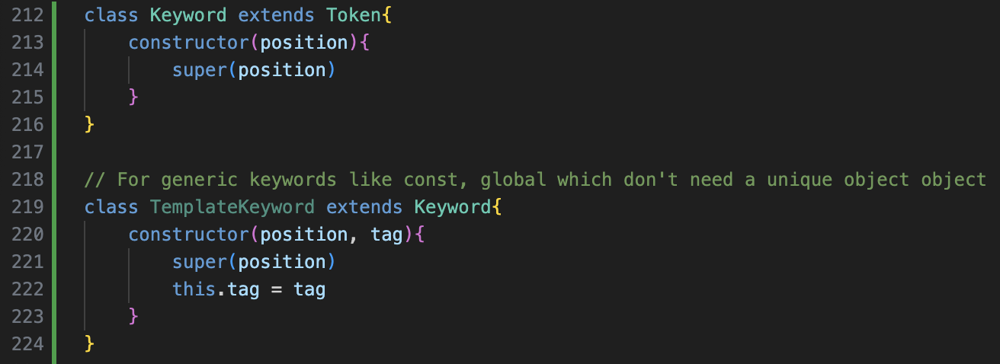 212 class Keyword extends Token{
213 constructor(position){
214 super(position)
215 }
216 }
217
218 // For generic keywords like const, global which don't need a unique object object
219 class TemplateKeyword extends Keyword{
220 constructor(position, tag){
221 super(position)
222 this.tag = tag
223 }
224 }